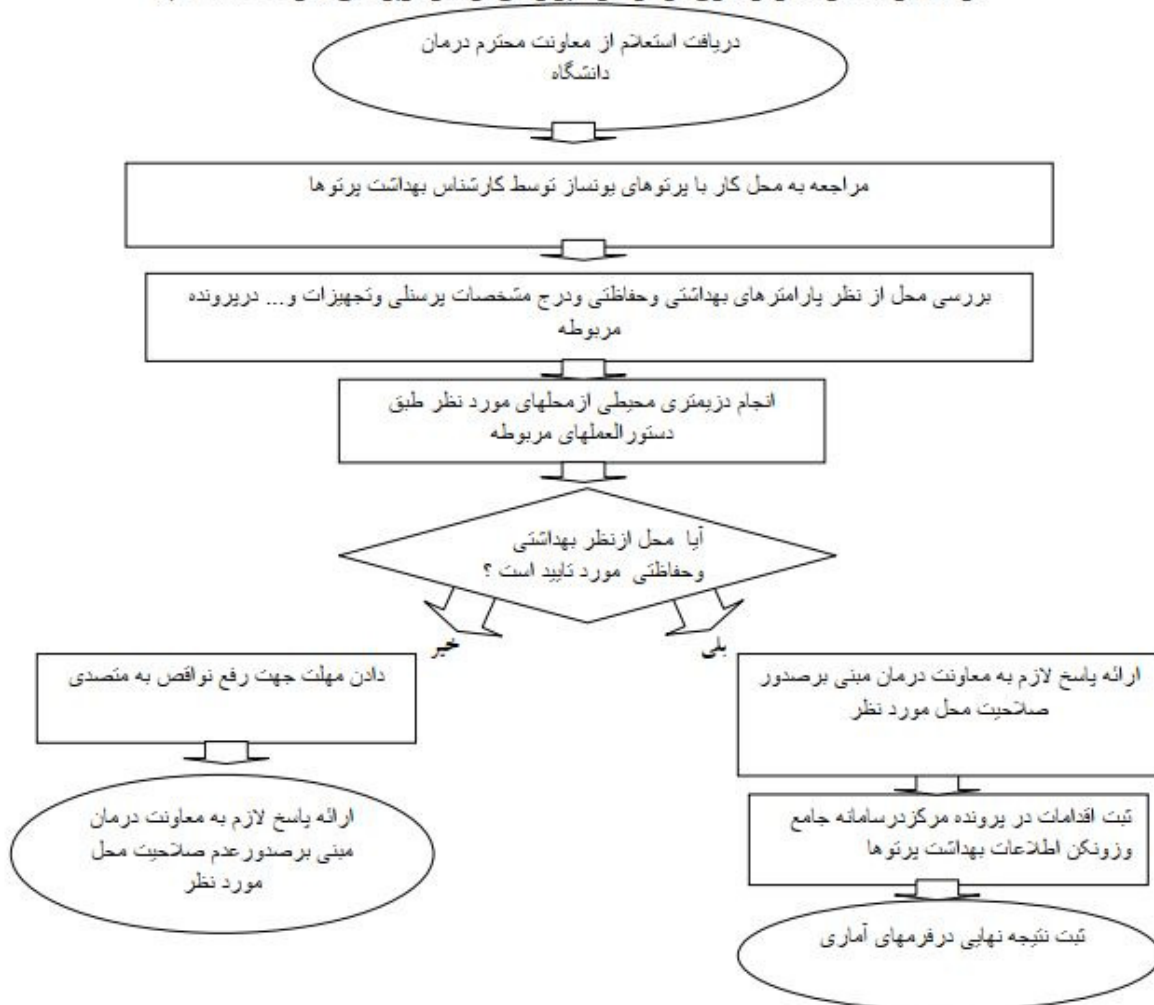 دریافت استعلام از معاونت محترم درمان
دانشگاه
مراجعه به محل کار با پرتوهای یونساز توسط کارشناس بهداشت پرتوها
بررسی محل از نظر پارامترهای بهداشتی وحفاظتی ودرج مشخصات پرسنلی وتجهیزات و... درپرونده
مربوطه
انجام دزیمتری محیطی ازمحلهای مورد نظر طبق
دستورالعملهای مربوطه
آیا محل ازنظر بهداشتی
وحفاظتی مورد تایید است ؟
بلی
خیر
ارائه پاسخ لازم به معاونت درمان مبنی برصدور
صلاحیت محل مورد نظر
ثبت اقدامات در پرونده مرکزدرسامانه جامع
وزونکن اطلاعات بهداشت پرتوها
ثبت نتیجه نهایی درفرمهای آماری
دادن مهلت جهت رفع نواقص به متصدی
ارائه پاسخ لازم به معاونت درمان
مبنی برصدورعدم صلاحیت محل
مورد نظر